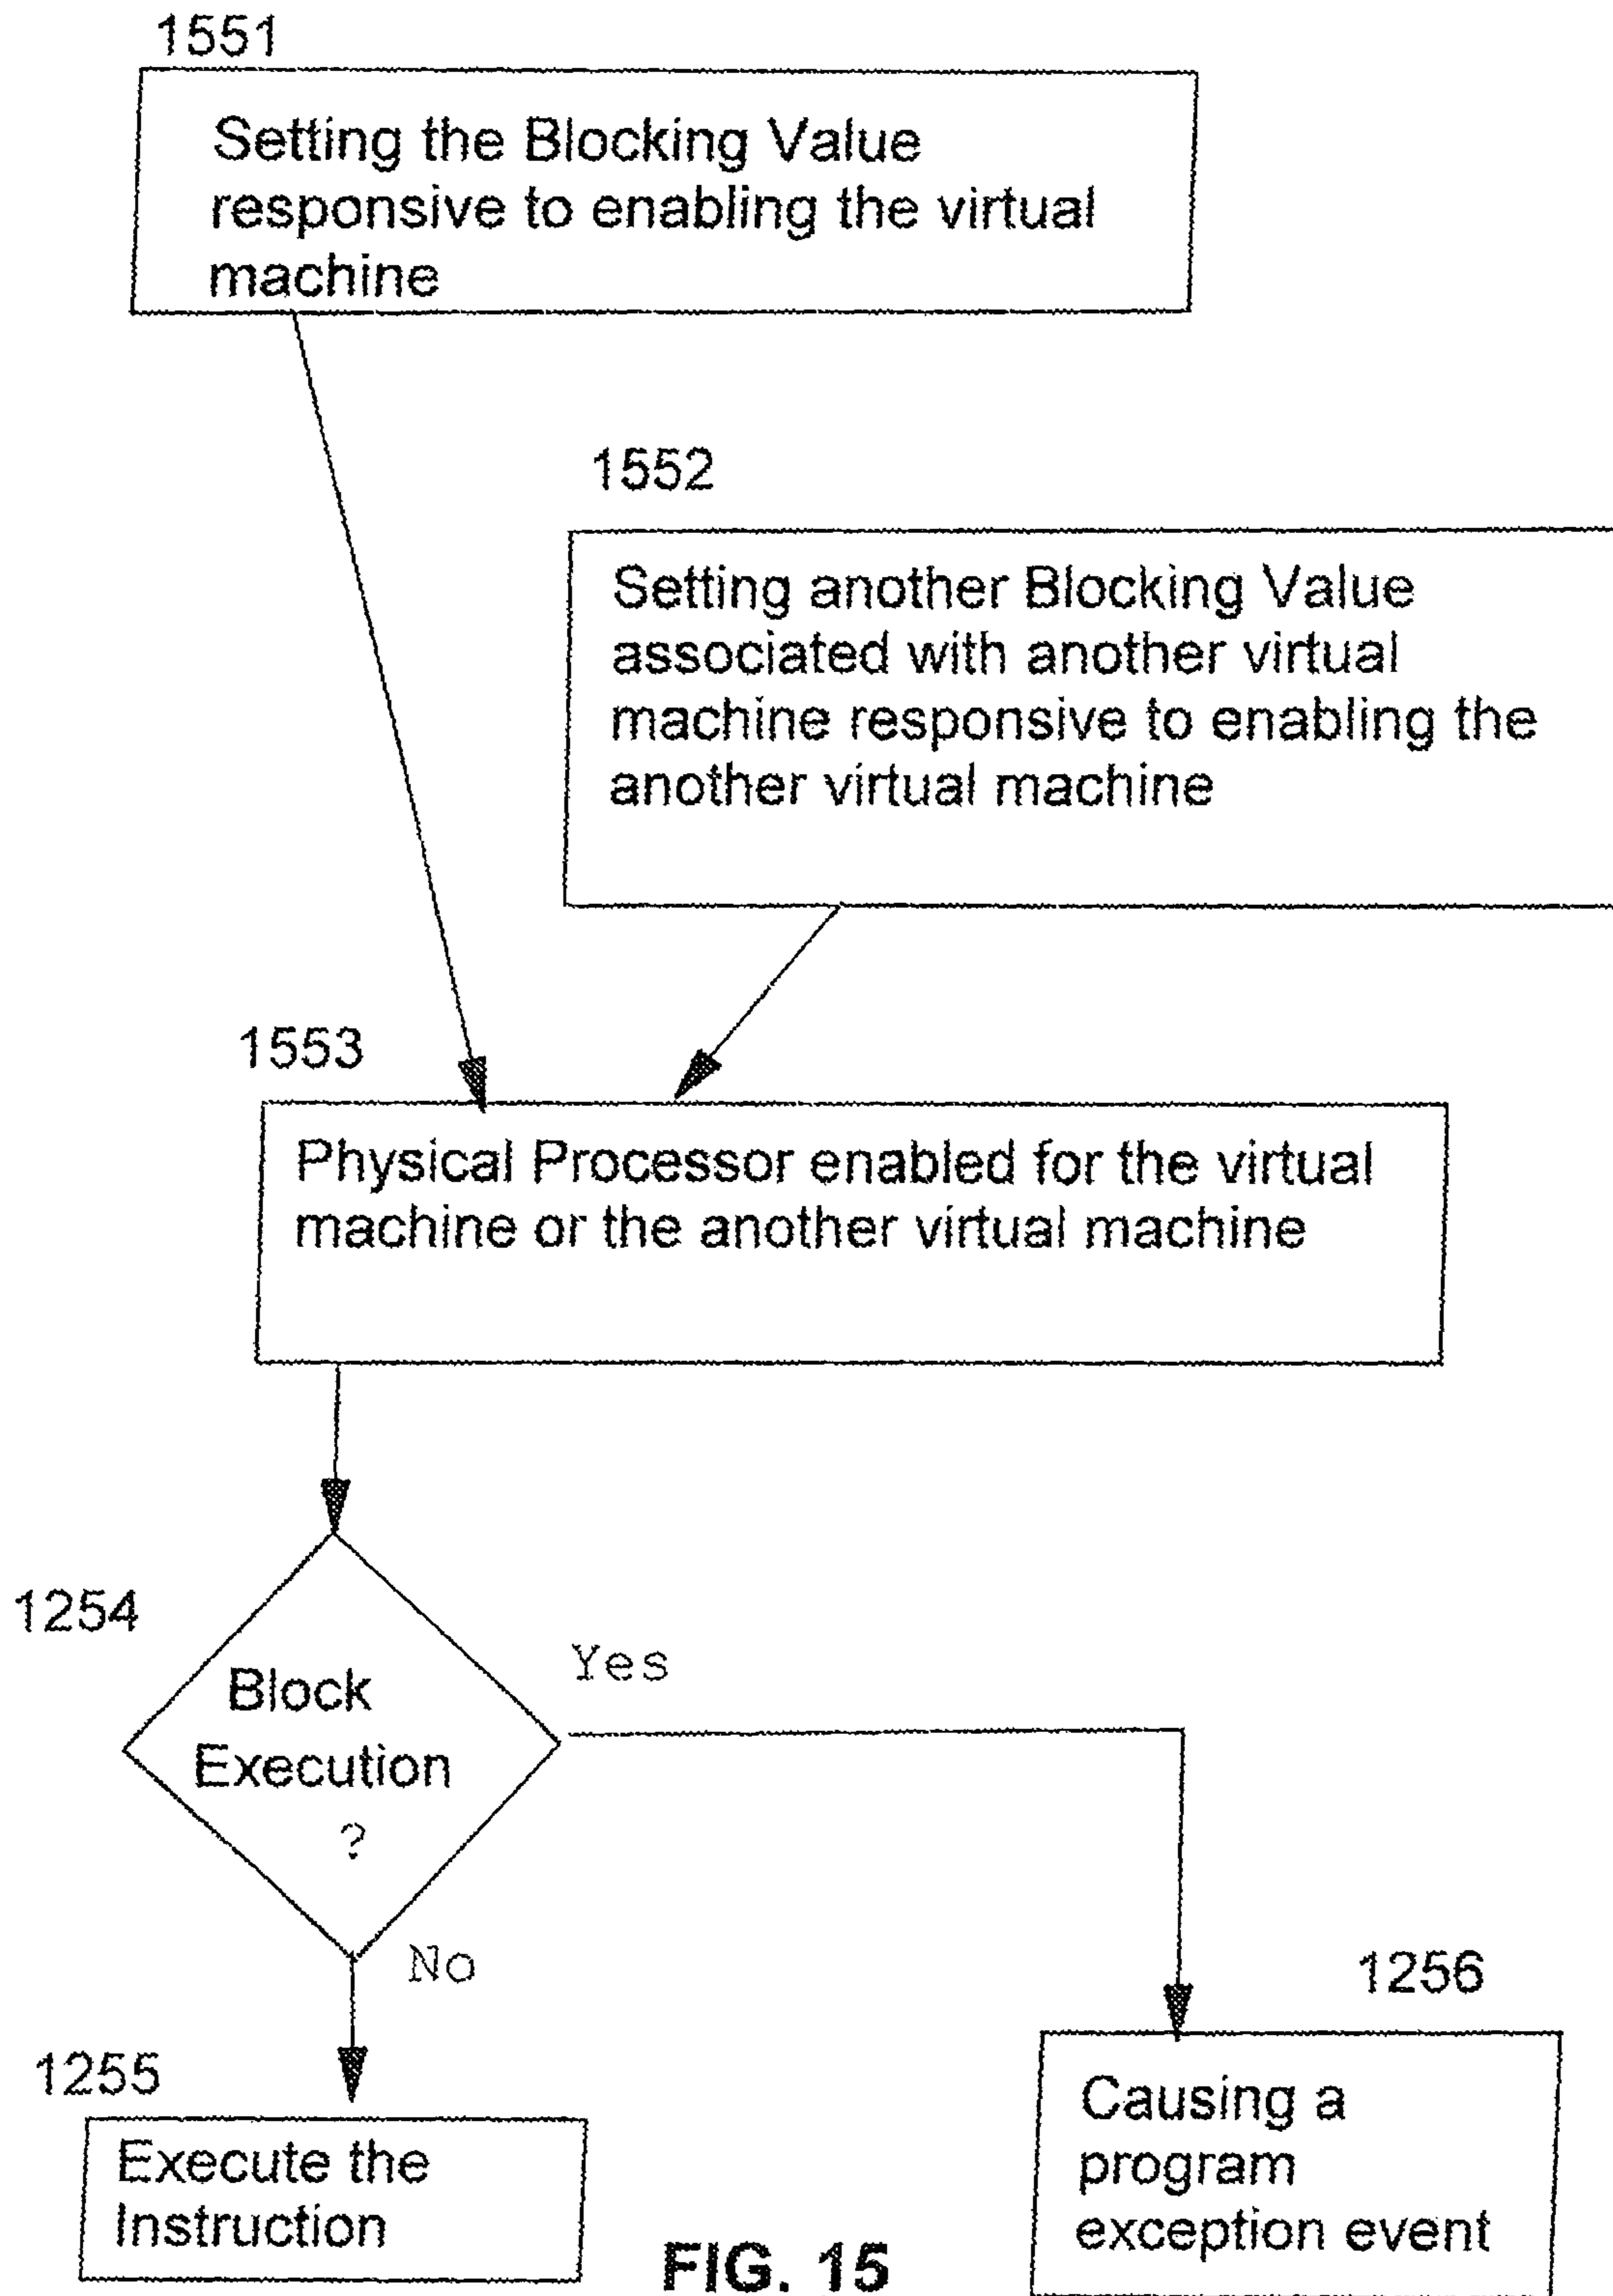 1551
Setting the Blocking Value
responsive to enabling the virtual
machine
1552
Setting another Blocking Value
associated with another virtual
machine responsive to enabling the
another virtual machine
1553
Physical Processor enabled for the virtual
machine or the another virtual machine
1254
Block
Execution
?
Yes
No
1255
Execute the
Instruction
1256
Causing a
program
exception event
FIG. 15